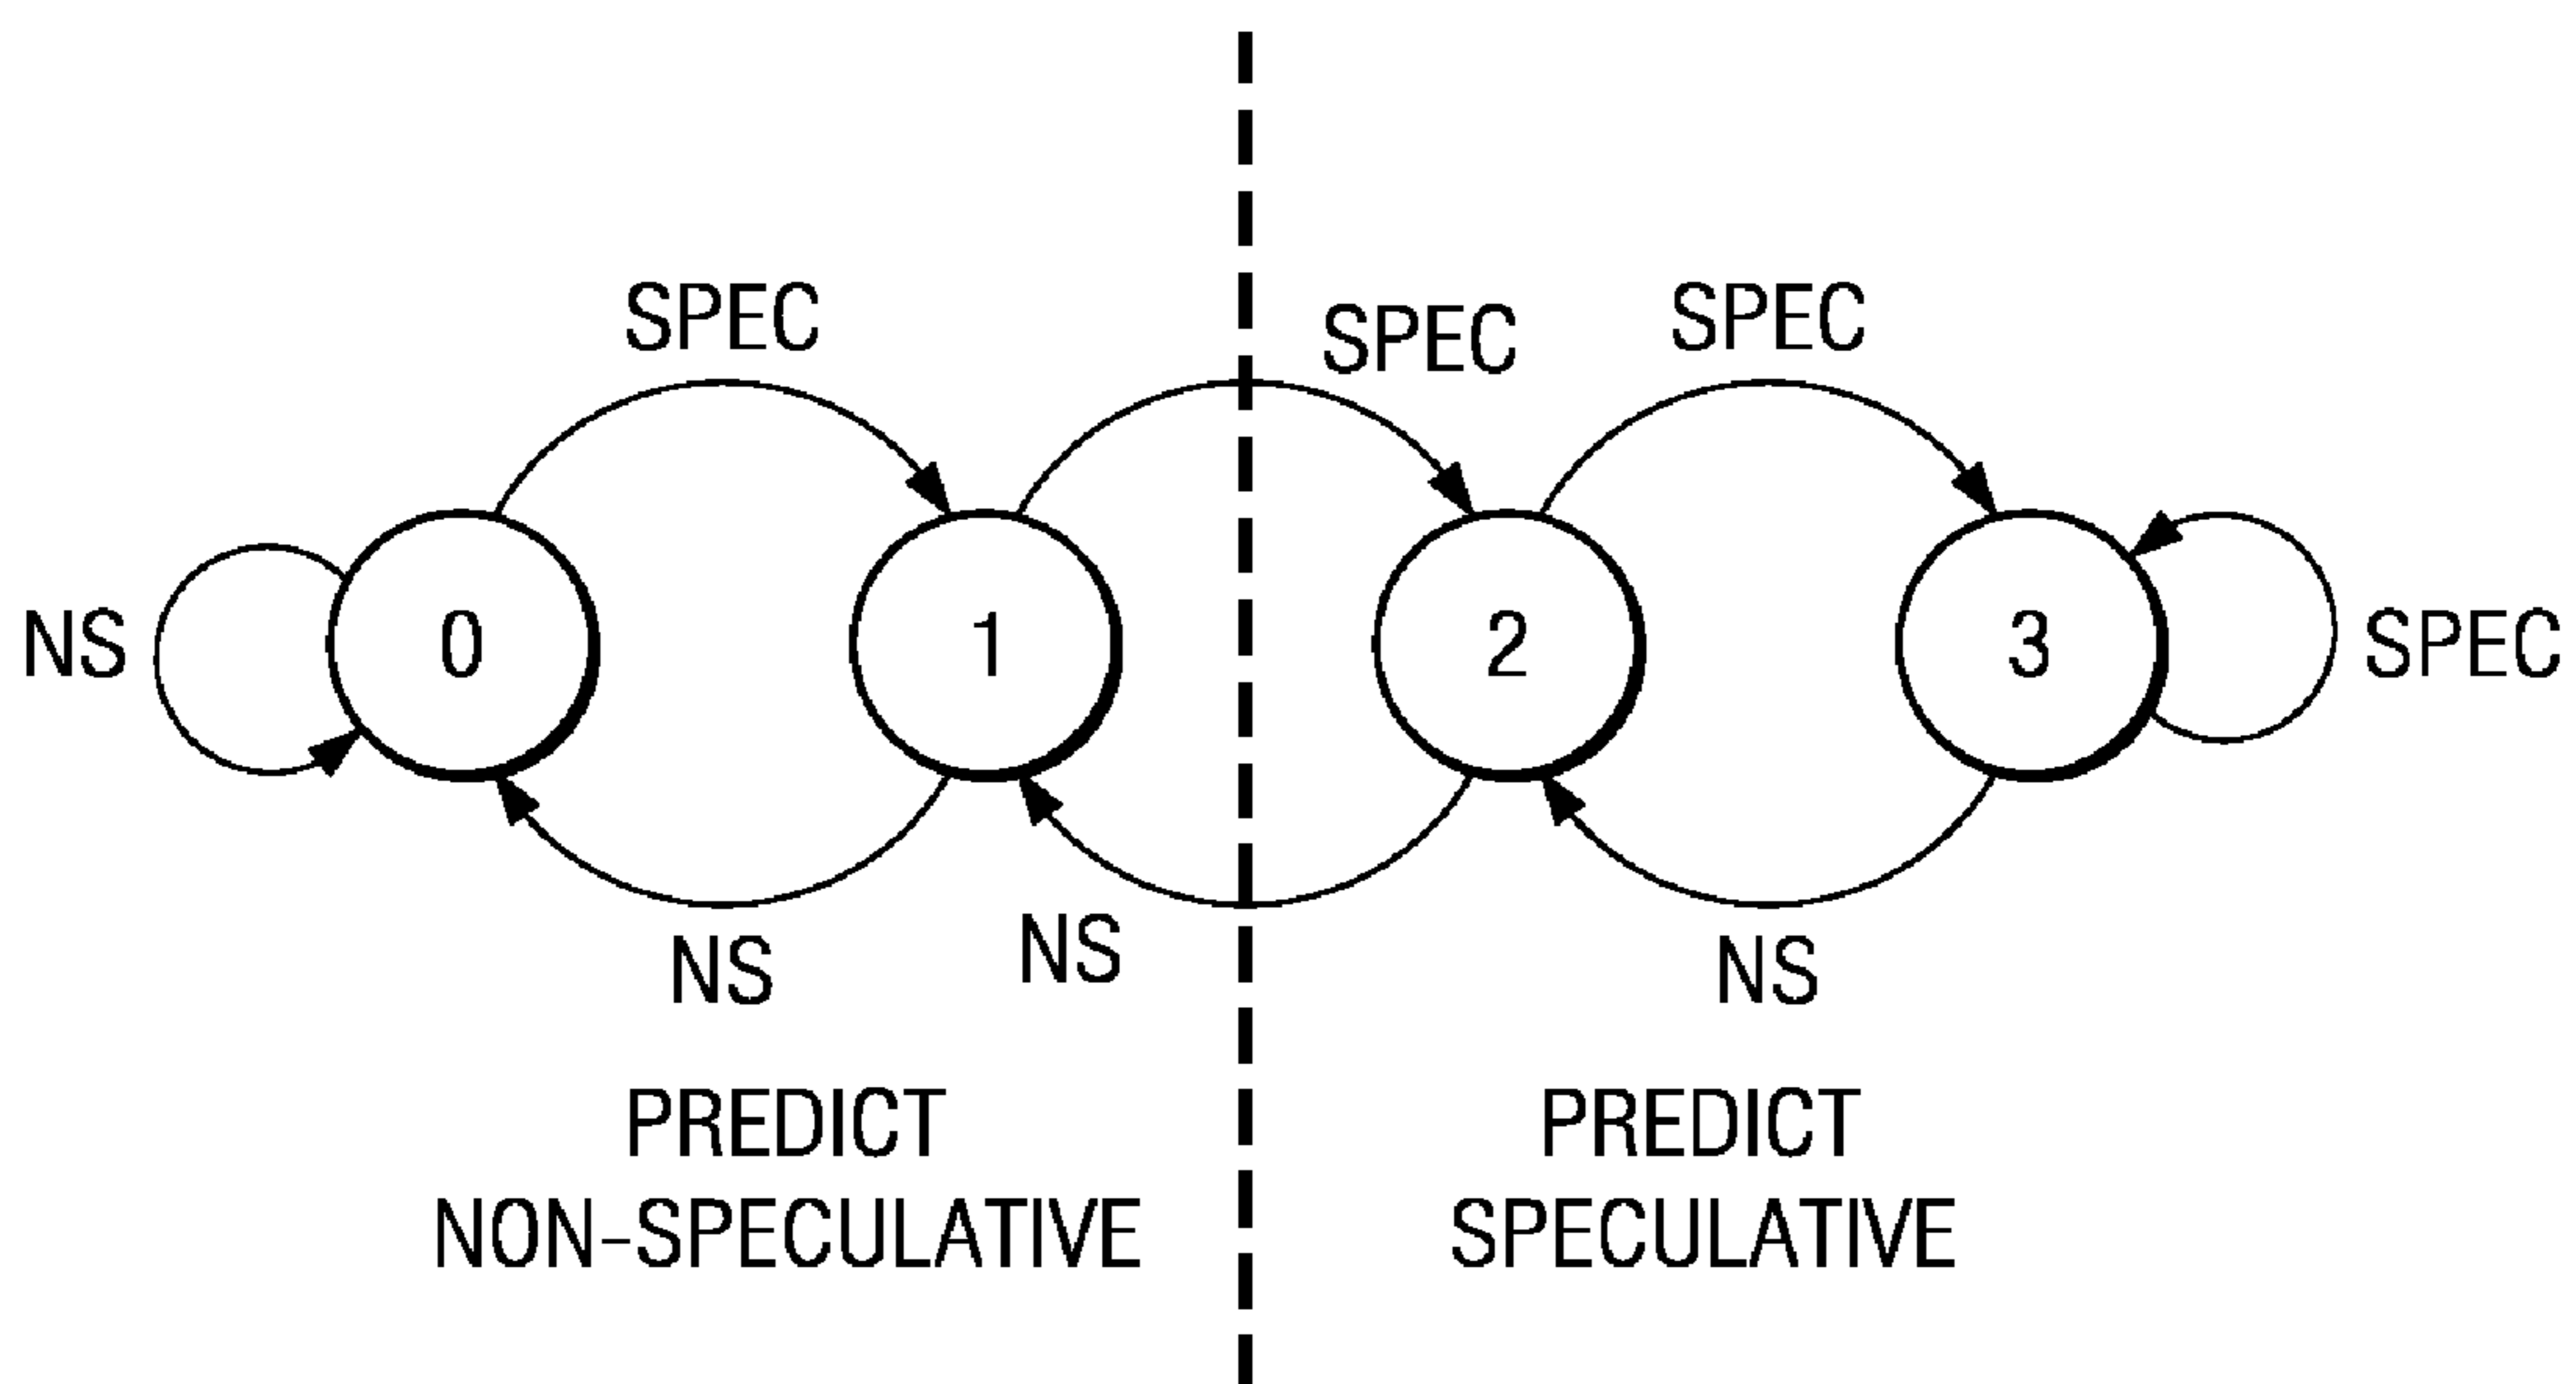 SPEC
SPEC
SPEC
NS
0
1
2
3
SPEC
NS
NS
NS
PREDICT
NON-SPECULATIVE
PREDICT
SPECULATIVE